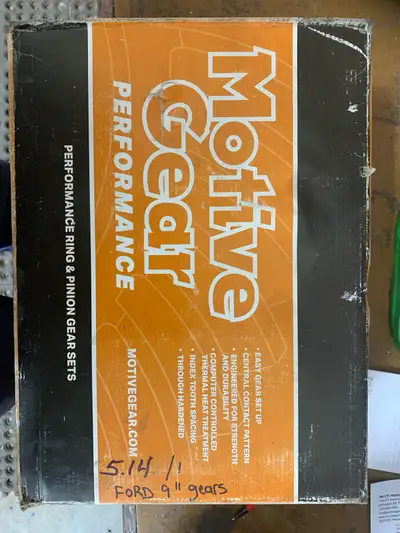 Motive
Gear
PERFORMANCE
PERFORMANCE RING & PINION GEAR SETS
• EASY GEAR SET UP
• CENTRAL CONTACT PATTERN
• ENGINEERED FOR STRENGTH
AND DURABILITY
• COMPUTER CONTROLLED
THERMAL HEAT TREATMENT
• INDEX TOOTH SPACING
• THROUGH HARDENED
MOTIVEGEAR.COM
5.14 /1
FORD 9" gears